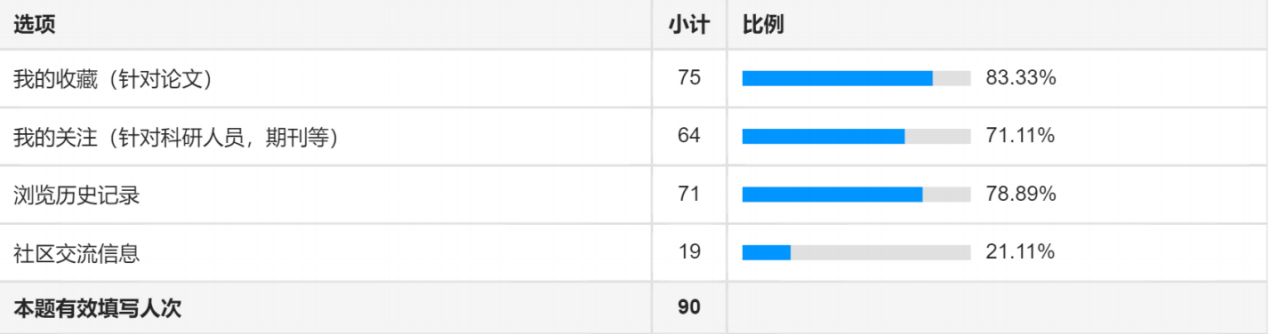 选项 小计 比例
我的收藏（针对论文） 75 83.33%
我的关注（针对科研人员，期刊等） 64 71.11%
浏览历史记录 71 78.89%
社区交流信息 19 21.11%
本题有效填写人次 90